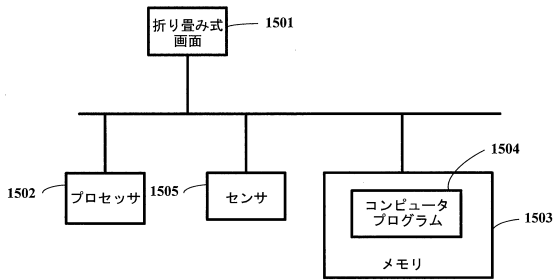 折り畳み式
画面
1501
1502
プロセッサ
1505
センサ
1504
コンピュータ
プログラム
1503
メモリ